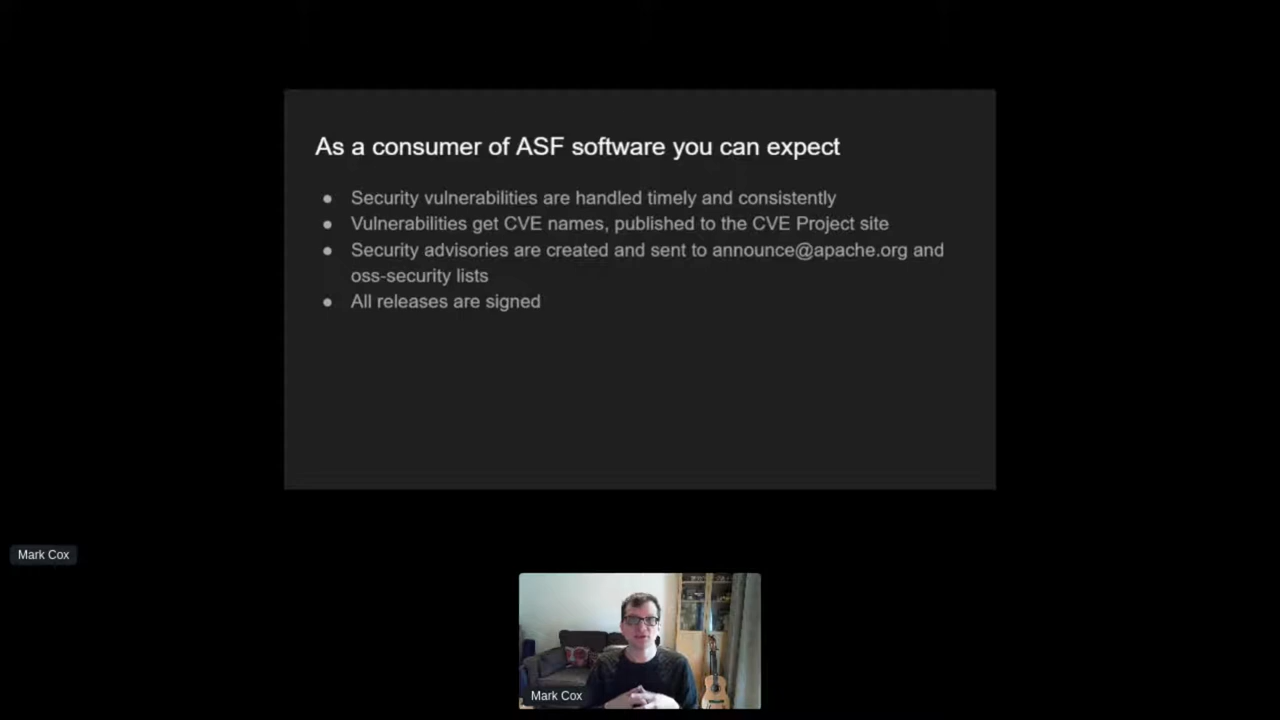 As a consumer of ASF software you can expect
● Security vulnerabilities are handled timely and consistently
● Vulnerabilities get CVE names, published to the CVE Project site
● Security advisories are created and sent to announce@apache.org and
oss-security lists
● All releases are signed
Mark Cox
Mark Cox